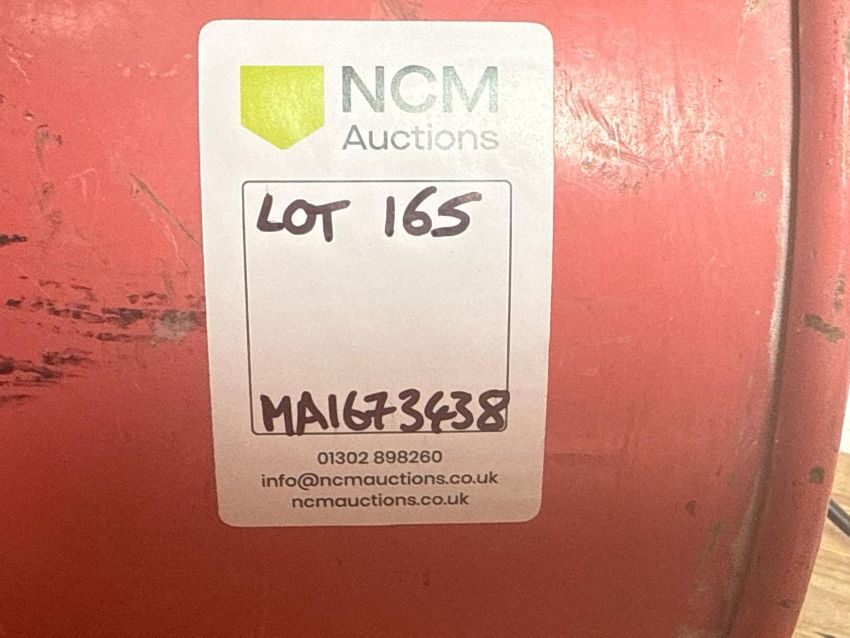 NCM
Auctions
LOT 165
MA1673438
01302 898260
info@ncmauctions.co.uk
ncmauctions.co.uk